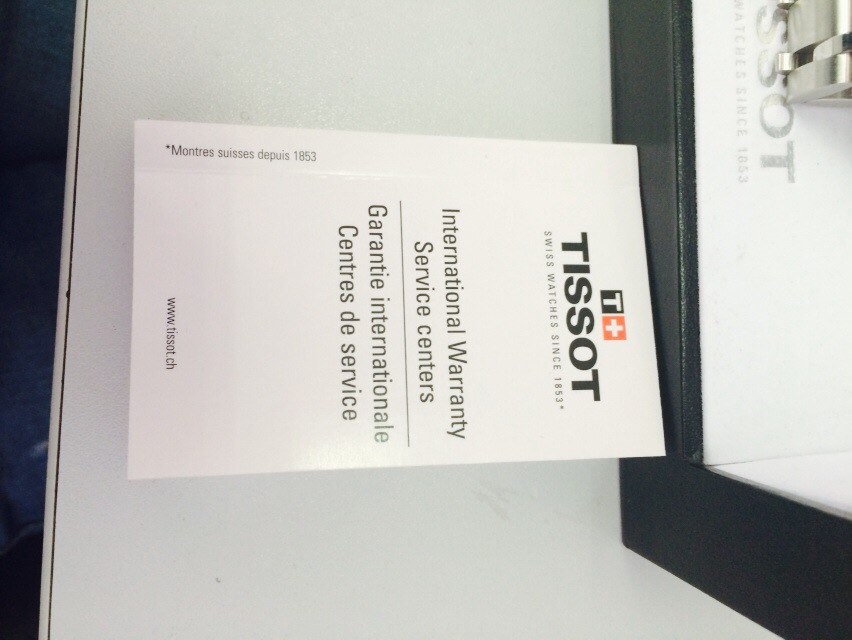 TISSOT
SWISS WATCHES SINCE 1853*
International Warranty
Service centers
Garantie internationale
Centres de service
*Montres suisses depuis 1853
www.tissot.ch
SSOT
WATCHES SINCE 1853